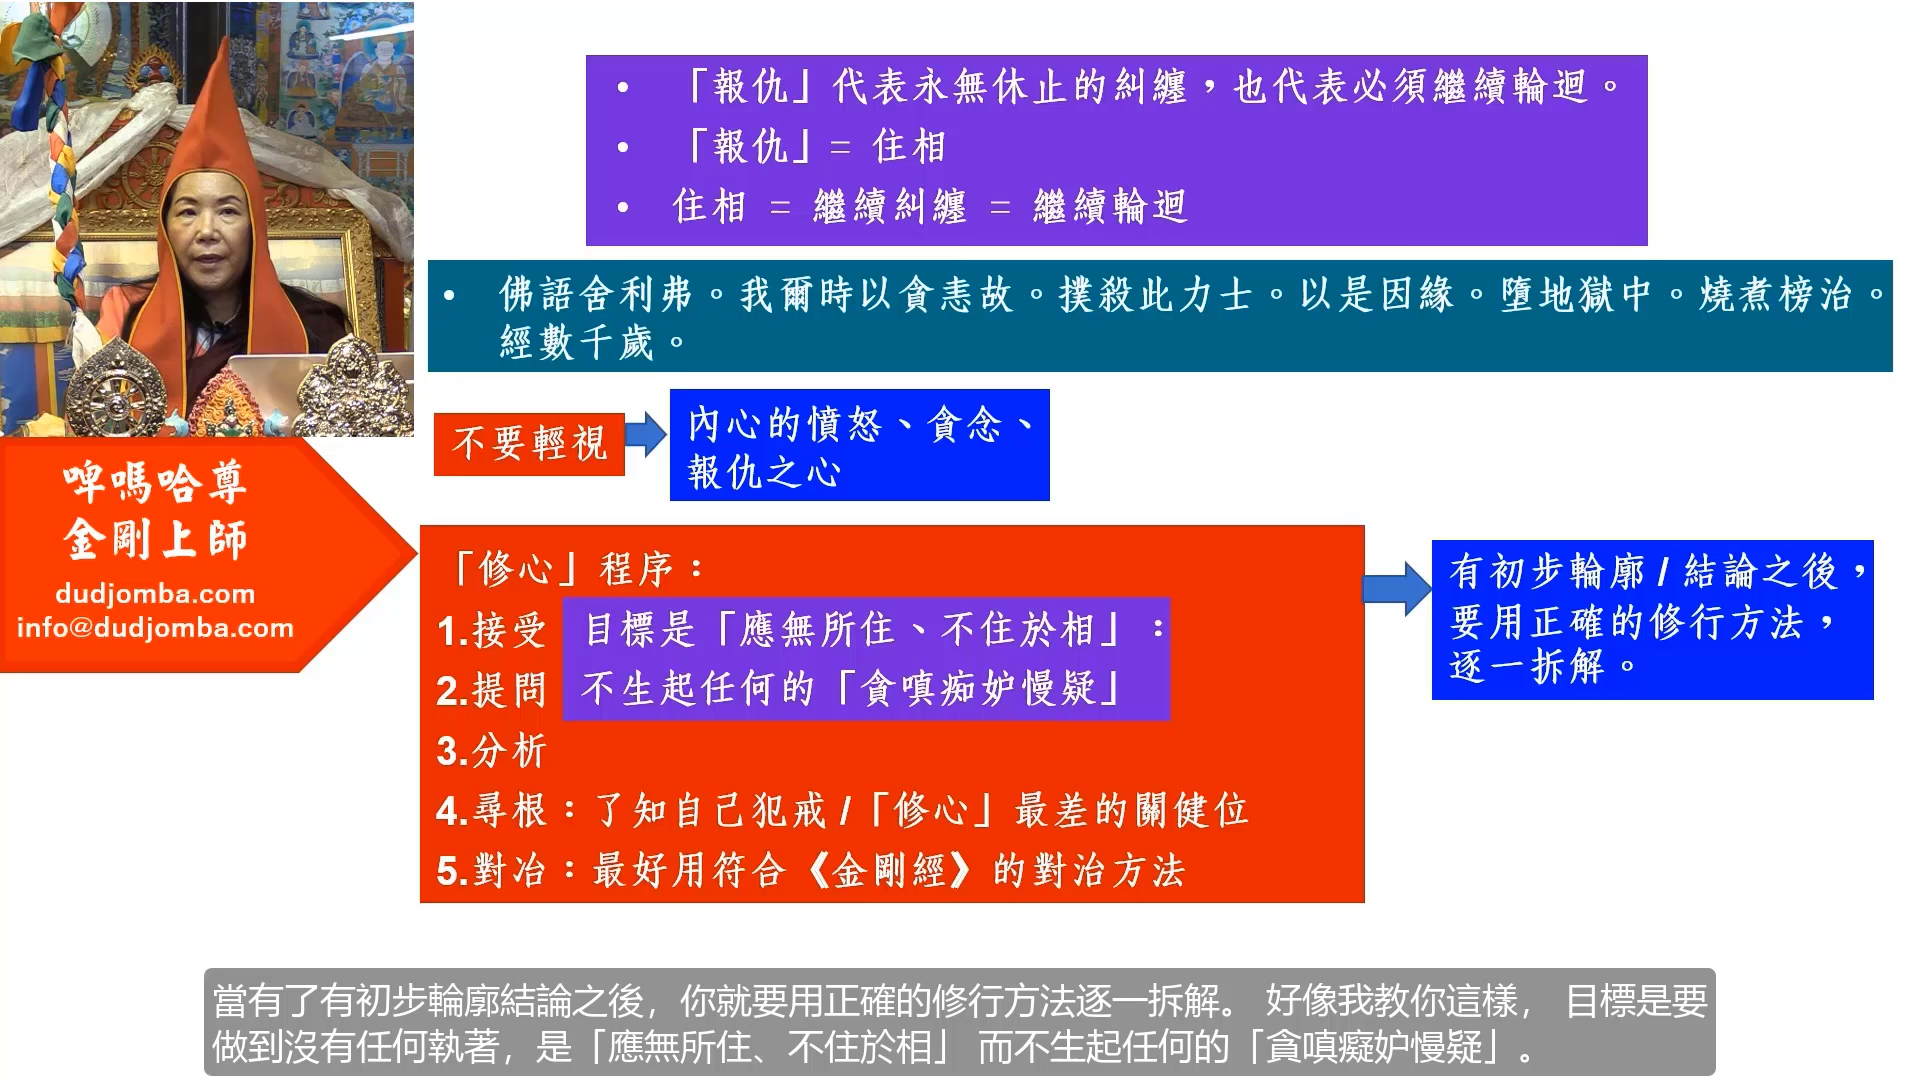 「報仇」代表永無休止的糾纏，也代表必須繼續輪迴。
「報仇」= 住相
住相 = 繼續糾纏 = 繼續輪迴
佛語舍利弗。我爾時以貪恚故。撲殺此力士。以是因緣。墮地獄中。燒煮榜治。
經數千歲。
不要輕視
內心的憤怒、貪念、
報仇之心
啤嗎哈尊
金剛上師
dudjomba.com
info@dudjomba.com
「修心」程序：
1.接受
目標是「應無所住、不住於相」：
2.提問
不生起任何的「貪嗔痴妒慢疑」
3.分析
4.尋根：了知自己犯戒/「修心」最差的關健位
5.對冶：最好用符合《金剛經》的對治方法
有初步輪廓/結論之後，
要用正確的修行方法，
逐一拆解。
當有了有初步輪廓結論之後，你就要用正確的修行方法逐一拆解。 好像我教你這樣， 目標是要
做到沒有任何執著，是「應無所住、不住於相」 而不生起任何的「貪嗔癡妒慢疑」。